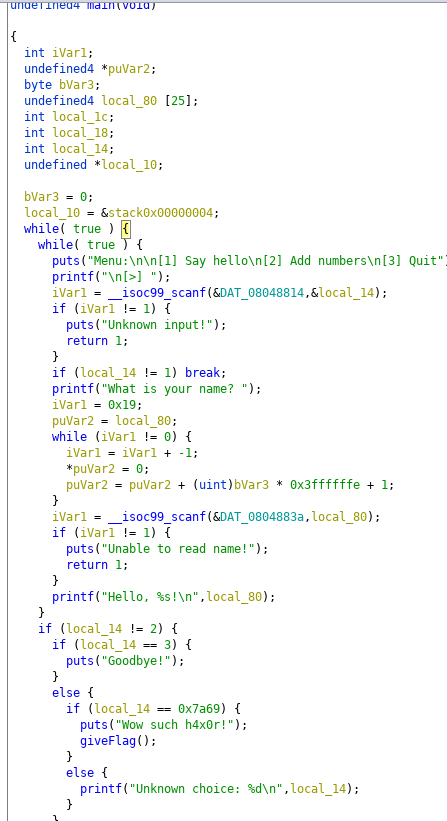 undefined4 main(void)
{
int iVar1;
undefined4 *puVar2;
byte bVar3;
undefined4 local_80 [25];
int local_1c;
int local_18;
int local_14;
undefined *local_10;
bVar3 = 0;
local_10 = &stack0x00000004;
while( true ) {
while( true ) {
puts("Menu:\n\n[1] Say hello\n[2] Add numbers\n[3] Quit")
printf("\n[>] ");
iVar1 = __isoc99_scanf(&DAT_08048814,&local_14);
if (iVar1 != 1) {
puts("Unknown input!");
return 1;
}
if (local_14 != 1) break;
printf("What is your name? ");
iVar1 = 0x19;
puVar2 = local_80;
while (iVar1 != 0) {
iVar1 = iVar1 + -1;
*puVar2 = 0;
puVar2 = puVar2 + (uint)bVar3 * 0x3ffffffe + 1;
}
iVar1 = __isoc99_scanf(&DAT_0804883a,local_80);
if (iVar1 != 1) {
puts("Unable to read name!");
return 1;
}
printf("Hello, %s!\n",local_80);
}
if (local_14 != 2) {
if (local_14 == 3) {
puts("Goodbye!");
}
else {
if (local_14 == 0x7a69) {
puts("Wow such h4x0r!");
giveFlag();
}
else {
printf("Unknown choice: %d\n",local_14);
}
}